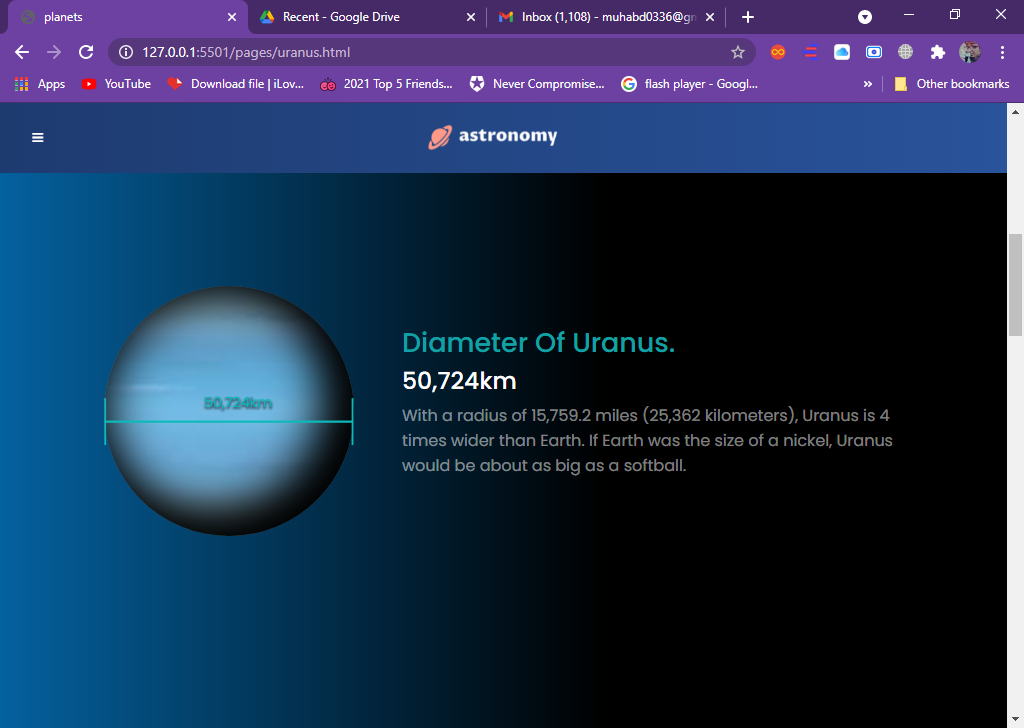 planets
Recent - Google Drive
Inbox (1,108) - muhabd0336@gm
127.0.0.1:5501/pages/uranus.html
Apps
YouTube
Download file | iLov...
2021 Top 5 Friends...
Never Compromise...
flash player - Googl...
»
Other bookmarks
astronomy
Diameter Of Uranus.
50,724km
50,724km
With a radius of 15,759.2 miles (25,362 kilometers), Uranus is 4
times wider than Earth. If Earth was the size of a nickel, Uranus
would be about as big as a softball.